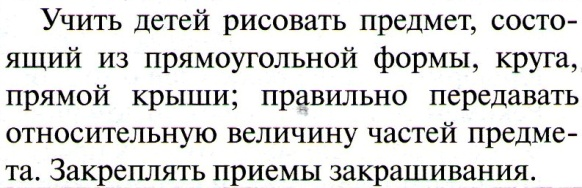 Учить детей рисовать предмет, состо-
ящий из прямоугольной формы, круга,
прямой крыши; правильно передавать
относительную величину частей предме-
та. Закреплять приемы закрашивания.